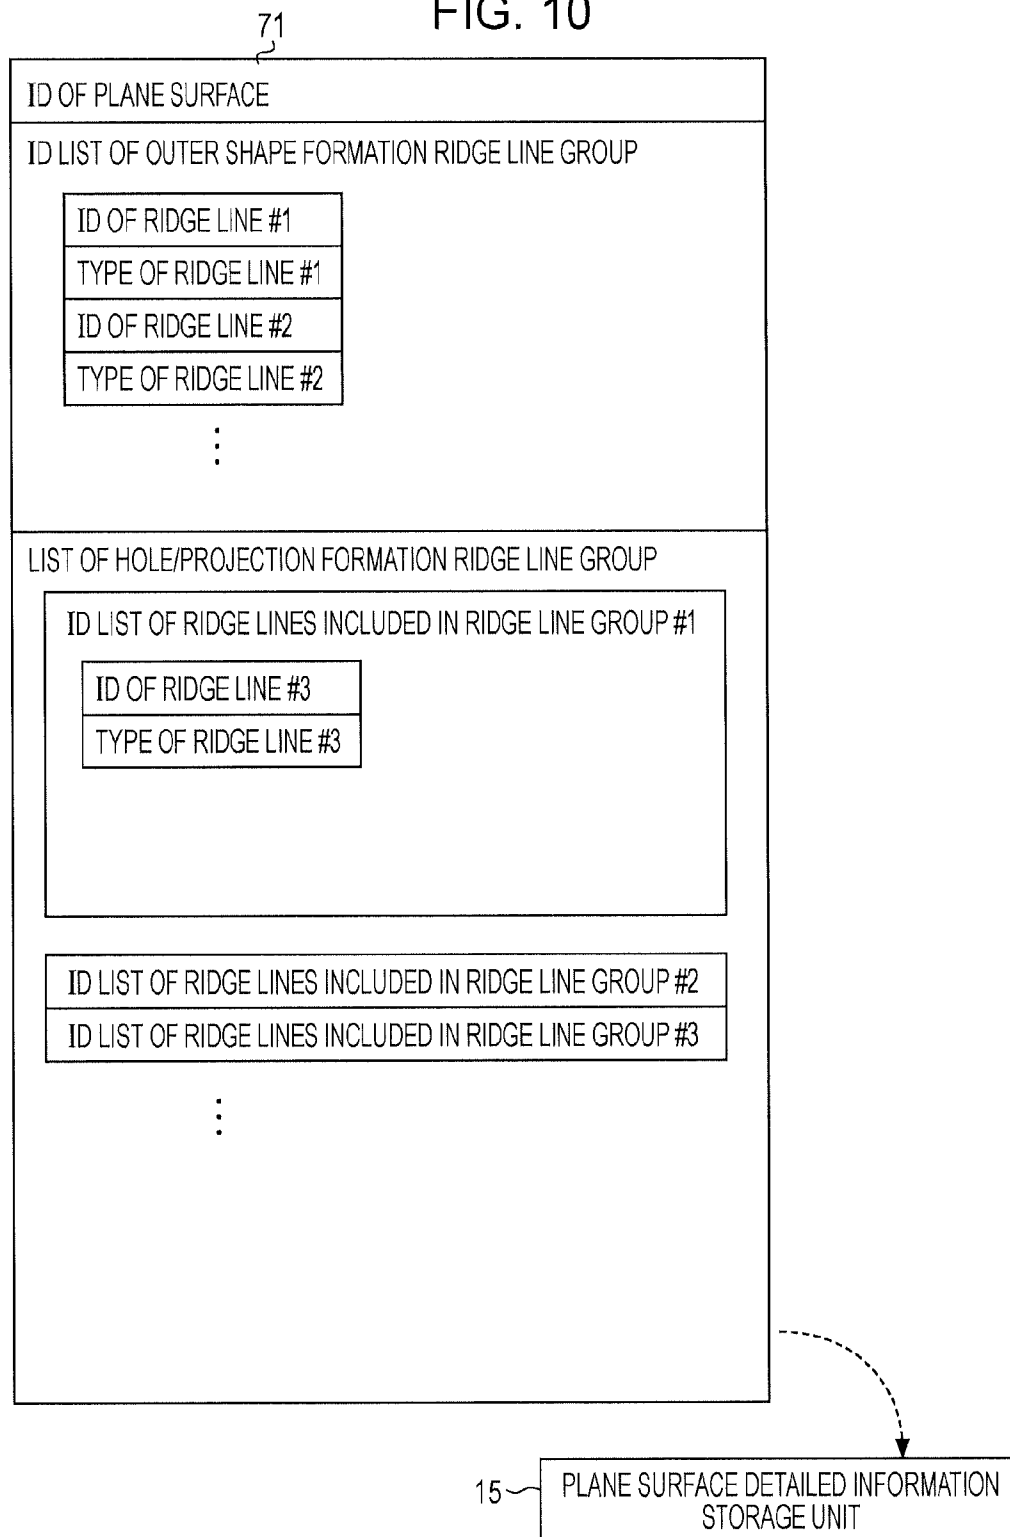 FIG. 10
71
ID OF PLANE SURFACE
ID LIST OF OUTER SHAPE FORMATION RIDGE LINE GROUP
ID OF RIDGE LINE #1
TYPE OF RIDGE LINE #1
ID OF RIDGE LINE #2
TYPE OF RIDGE LINE #2
LIST OF HOLE/PROJECTION FORMATION RIDGE LINE GROUP
ID LIST OF RIDGE LINES INCLUDED IN RIDGE LINE GROUP #1
ID OF RIDGE LINE #3
TYPE OF RIDGE LINE #3
ID LIST OF RIDGE LINES INCLUDED IN RIDGE LINE GROUP #2
ID LIST OF RIDGE LINES INCLUDED IN RIDGE LINE GROUP #3
15
PLANE SURFACE DETAILED INFORMATION
STORAGE UNIT